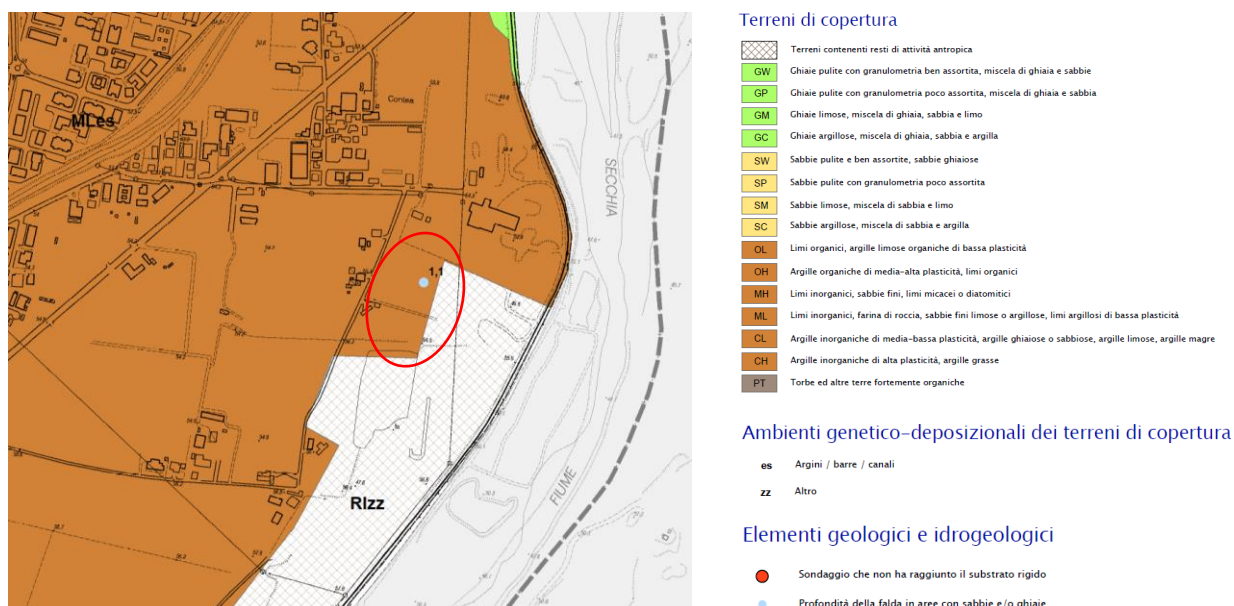 MLes
Contea
SECCHIA
1,1
RIzz
FIUME
Terreni di copertura
Terreni contenenti resti di attività antropica
GW Ghiaie pulite con granulometria ben assortita, miscela di ghiaia e sabbie
GP Ghiaie pulite con granulometria poco assortita, miscela di ghiaia e sabbia
GM Ghiaie limose, miscela di ghiaia, sabbia e limo
GC Ghiaie argillose, miscela di ghiaia, sabbia e argilla
SW Sabbie pulite e ben assortite, sabbie ghiaiose
SP Sabbie pulite con granulometria poco assortita
SM Sabbie limose, miscela di sabbia e limo
SC Sabbie argillose, miscela di sabbia e argilla
OL Limi organici, argille limose organiche di bassa plasticità
OH Argille organiche di media-alta plasticità, limi organici
MH Limi inorganici, sabbie fini, limi micacei o diatomitici
ML Limi inorganici, farina di roccia, sabbie fini limose o argillose, limi argillosi di bassa plasticità
CL Argille inorganiche di media-bassa plasticità, argille ghiaiose o sabbiose, argille limose, argille magre
CH Argille inorganiche di alta plasticità, argille grasse
PT Torbe ed altre terre fortemente organiche
Ambienti genetico-deposizionali dei terreni di copertura
es Argini / barre / canali
zz Altro
Elementi geologici e idrogeologici
Sondaggio che non ha raggiunto il substrato rigido
Profondità della falda in aree con sabbie e/o ghiaie